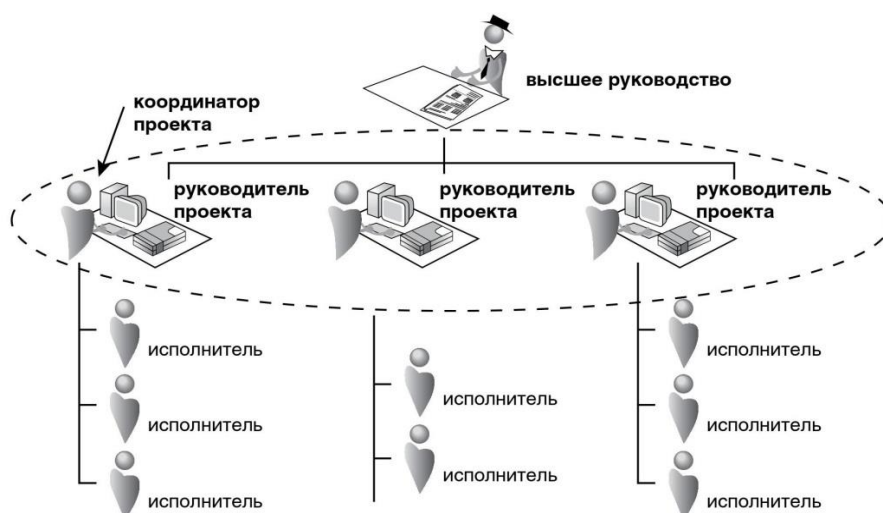 высшее руководство
координатор
проекта
руководитель
проекта
руководитель
проекта
руководитель
проекта
исполнитель
исполнитель
исполнитель
исполнитель
исполнитель
исполнитель
исполнитель
исполнитель